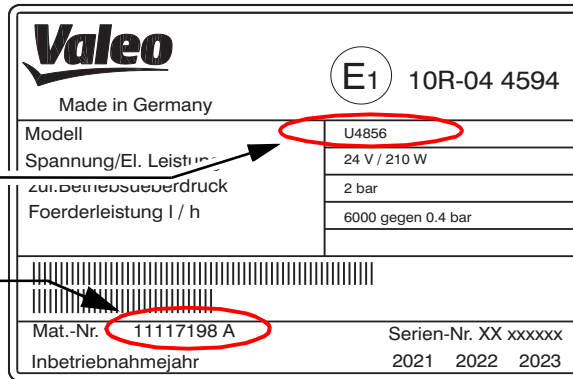 Valeo
Made in Germany
E1 10R-04 4594
Modell U4856
Spannung/El. Leistung 24 V / 210 W
zul.Betriebsueberdruck 2 bar
Foerderleistung l / h 6000 gegen 0.4 bar
Mat.-Nr. 11117198 A
Serien-Nr. XX xxxxxx
Inbetriebnahmejahr 2021 2022 2023